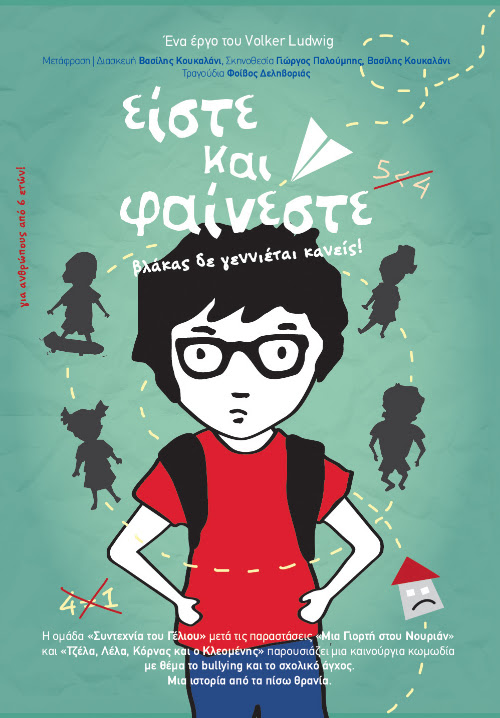 Ένα έργο του Volker Ludwig
Μετάφραση | Διασκευή Βασίλης Κουκαλάνι, Σκηνοθεσία Γιώργος Παλούμπης, Βασίλης Κουκαλάνι
Τραγούδια Φοίβος Δεληβοριάς
είστε
και
φαίνεστε
βλάκας δε γεννιέται κανείς!
5<4
για ανθρώπους από 6 ετών!
4+1
Η ομάδα «Συντεχνία του Γέλιου» μετά τις παραστάσεις «Μια Γιορτή στου Νουριάν»
και «Τζέλα, Λέλα, Κόρνας και ο Κλεομένης» παρουσιάζει μια καινούργια κωμωδία
με θέμα το bullying και το σχολικό άγχος.
Μια ιστορία από τα πίσω θρανία.